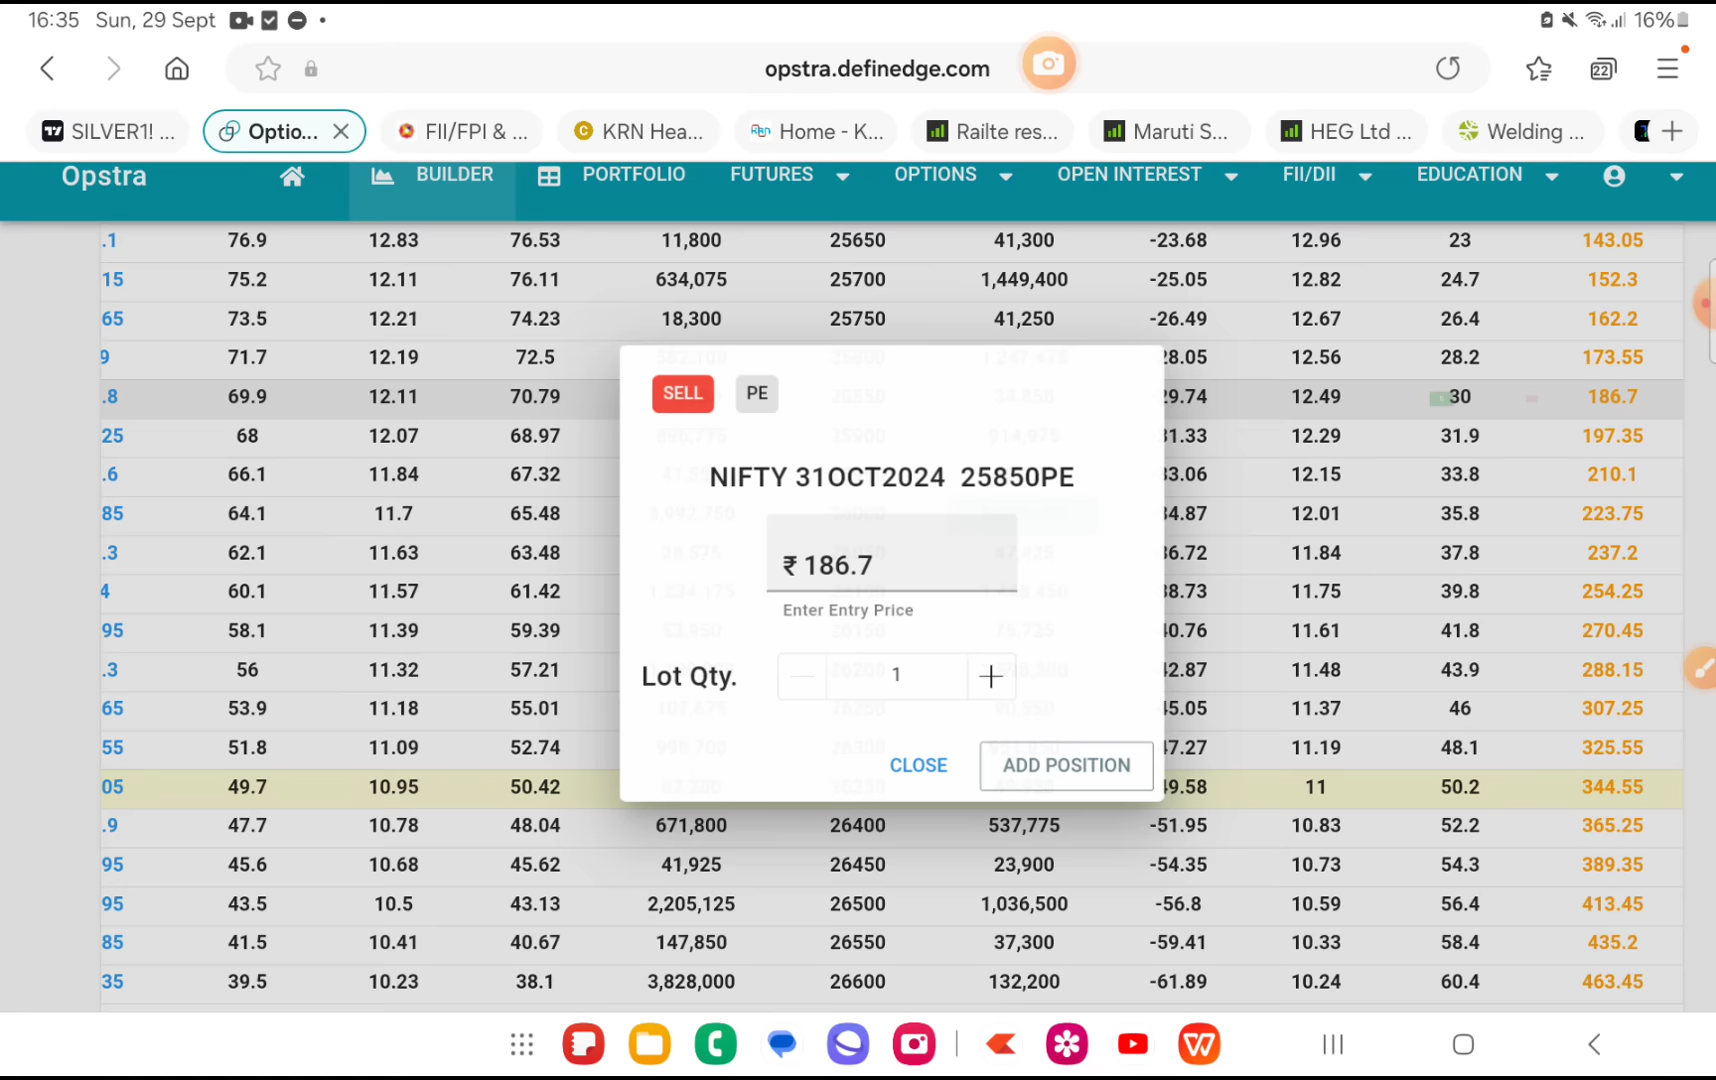 16:35 Sun, 29 Sept 16%
opstra.definedge.com 22
SILVER1! ... Optio... FII/FPI & ... KRN Hea... Home - K... Railte res... Maruti S... HEG Ltd ... Welding ...
Opstra BUILDER PORTFOLIO FUTURES OPTIONS OPEN INTEREST FII/DII EDUCATION
.1 76.9 12.83 76.53 11,800 25650 41,300 -23.68 12.96 23 143.05
15 75.2 12.11 76.11 634,075 25700 1,449,400 -25.05 12.82 24.7 152.3
65 73.5 12.21 74.23 18,300 25750 41,250 -26.49 12.67 26.4 162.2
9 71.7 12.19 72.5 28.05 12.56 28.2 173.55
.8 69.9 12.11 70.79 29.74 12.49 30 186.7
25 68 12.07 68.97 31.33 12.29 31.9 197.35
.6 66.1 11.84 67.32 33.06 12.15 33.8 210.1
85 64.1 11.7 65.48 34.87 12.01 35.8 223.75
.3 62.1 11.63 63.48 36.72 11.84 37.8 237.2
4 60.1 11.57 61.42 38.73 11.75 39.8 254.25
95 58.1 11.39 59.39 40.76 11.61 41.8 270.45
.3 56 11.32 57.21 42.87 11.48 43.9 288.15
65 53.9 11.18 55.01 45.05 11.37 46 307.25
55 51.8 11.09 52.74 47.27 11.19 48.1 325.55
05 49.7 10.95 50.42 49.58 11 50.2 344.55
.9 47.7 10.78 48.04 671,800 26400 537,775 -51.95 10.83 52.2 365.25
95 45.6 10.68 45.62 41,925 26450 23,900 -54.35 10.73 54.3 389.35
95 43.5 10.5 43.13 2,205,125 26500 1,036,500 -56.8 10.59 56.4 413.45
85 41.5 10.41 40.67 147,850 26550 37,300 -59.41 10.33 58.4 435.2
35 39.5 10.23 38.1 3,828,000 26600 132,200 -61.89 10.24 60.4 463.45
SELL PE
NIFTY 31OCT2024 25850PE
₹ 186.7
Enter Entry Price
Lot Qty. 1
CLOSE ADD POSITION